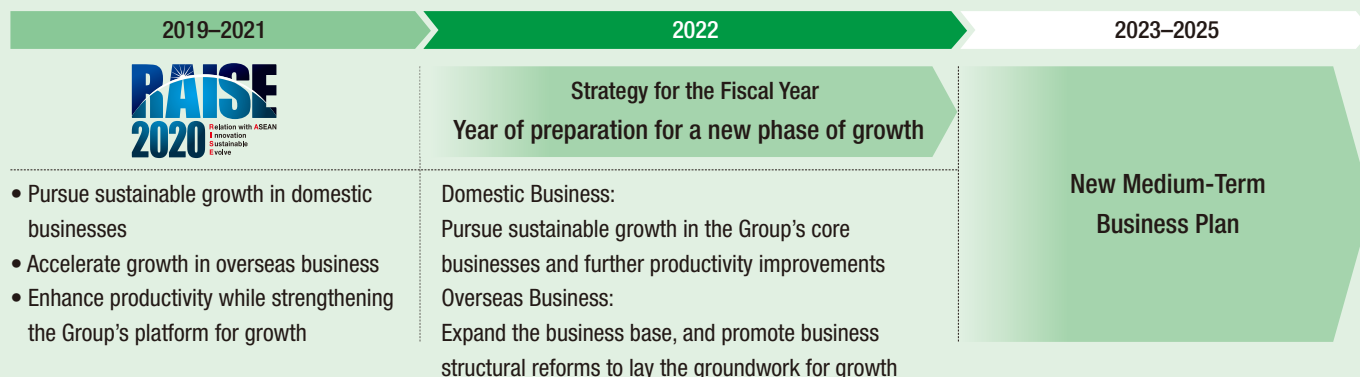 2019–2021
2022
2023–2025
RAISE
2020
Relation with ASEAN
Innovation
Sustainable
Evolve
Strategy for the Fiscal Year
Year of preparation for a new phase of growth
• Pursue sustainable growth in domestic
businesses
• Accelerate growth in overseas business
• Enhance productivity while strengthening
the Group’s platform for growth
Domestic Business:
Pursue sustainable growth in the Group’s core
businesses and further productivity improvements
Overseas Business:
Expand the business base, and promote business
structural reforms to lay the groundwork for growth
New Medium-Term
Business Plan